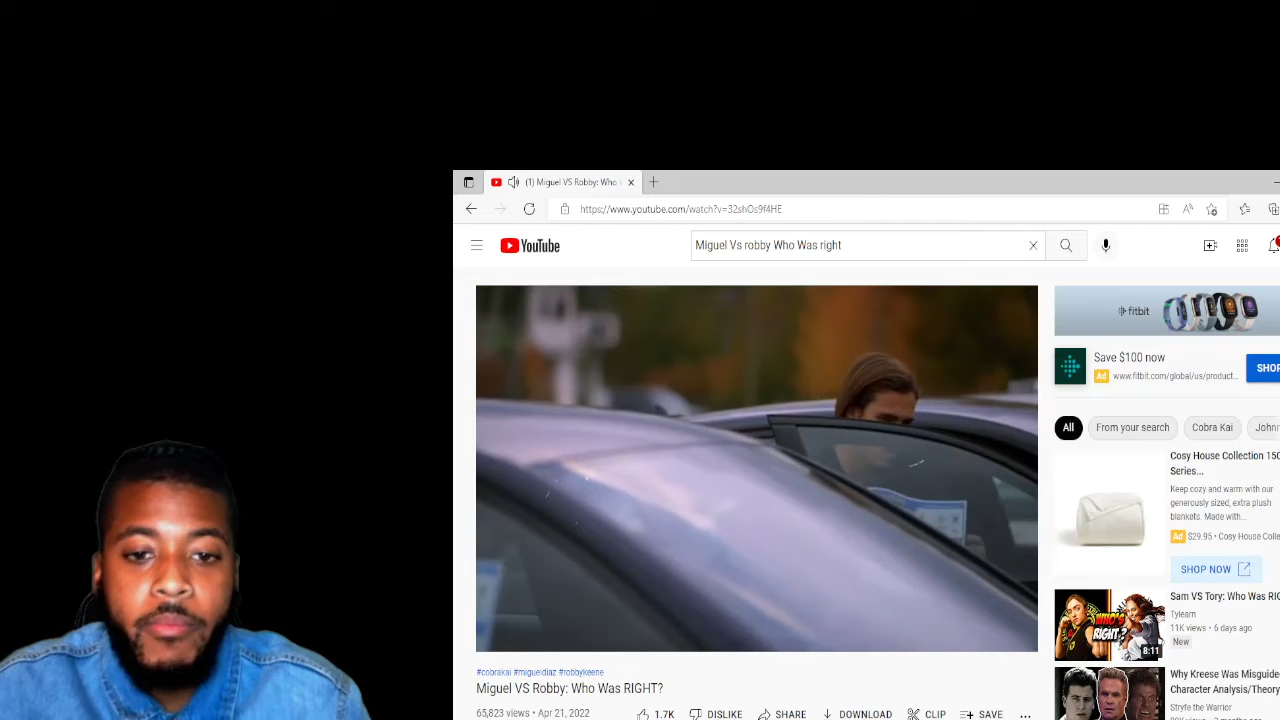 (1) Miguel VS Robby: Who
https://www.youtube.com/watch?v=32shOs9f4HE
YouTube
Miguel Vs robby Who Was right
fitbit
Save $100 now
Ad www.fitbit.com/global/us/product...
SHOP
All
From your search
Cobra Kai
John
Cosy House Collection 150
Series...
Keep cozy and warm with our
generously sized, extra plush
blankets. Made with...
Ad $29.95 • Cosy House Colle
SHOP NOW
WHO'S
RIGHT?
8:11
Sam VS Tory: Who Was RI
Tylearn
11K views • 6 days ago
New
Why Kreese Was Misguide
Character Analysis/Theory
Stryfe the Warrior
#cobrakai #migueldiaz #robbykeene
Miguel VS Robby: Who Was RIGHT?
65,823 views • Apr 21, 2022
1.7K
DISLIKE
SHARE
DOWNLOAD
CLIP
SAVE